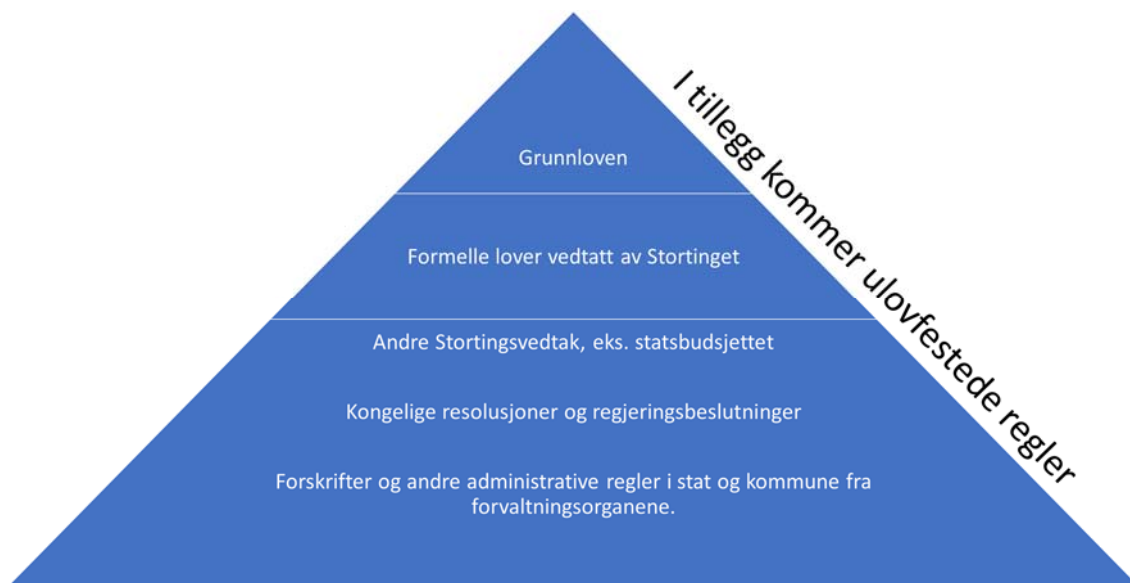 Grunnloven
Formelle lover vedtatt av Stortinget
Andre Stortingsvedtak, eks. statsbudsjettet
Kongelige resolusjoner og regjeringsbeslutninger
Forskrifter og andre administrative regler i stat og kommune fra
forvaltningsorganene.
I tillegg kommer ulovfestede regler